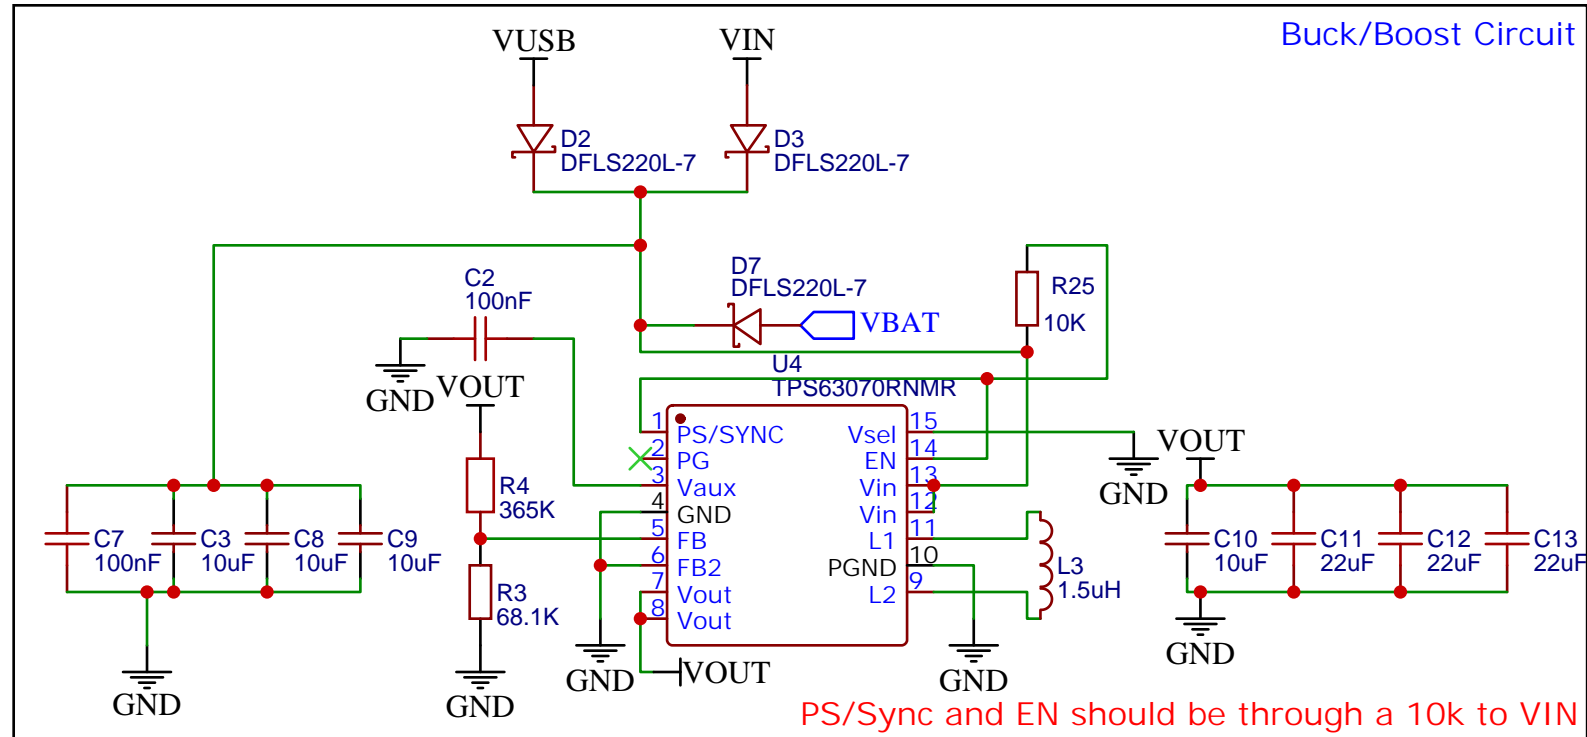 Buck/Boost Circuit
VUSB
VIN
D2
DFLS220L-7
D3
DFLS220L-7
C2
100nF
D7
DFLS220L-7
VBAT
R25
10K
GND
VOUT
U4
TPS63070RNMR
1
PS/SYNC
2
PG
3
Vaux
4
GND
5
FB
6
FB2
7
Vout
8
Vout
15
Vsel
14
EN
13
Vin
12
Vin
11
L1
10
PGND
9
L2
R4
365K
R3
68.1K
C7
100nF
C3
10uF
C8
10uF
C9
10uF
GND
GND
GND
VOUT
GND
L3
1.5uH
GND
VOUT
C10
10uF
C11
22uF
C12
22uF
C13
22uF
GND
PS/Sync and EN should be through a 10k to VIN